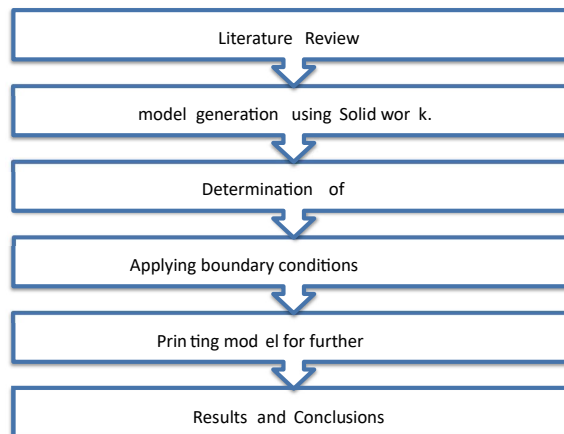 Literature Review
model generation using Solid wor k.
Determination of
Applying boundary conditions
Prin ting mod el for further
Results and Conclusions